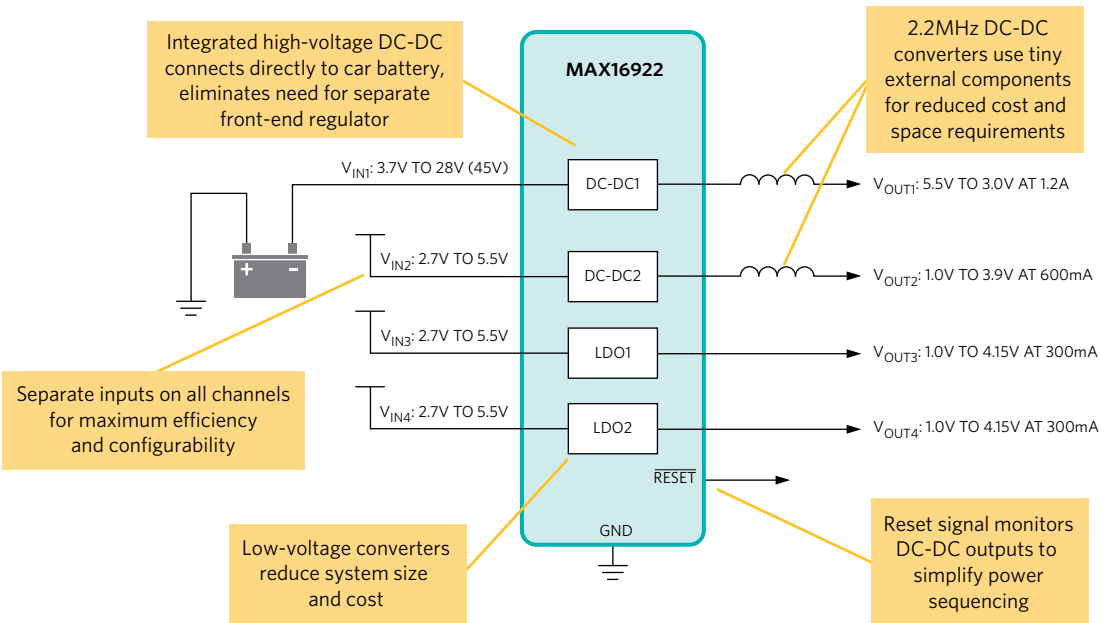 Integrated high-voltage DC-DC
connects directly to car battery,
eliminates need for separate
front-end regulator
MAX16922
2.2MHz DC-DC
converters use tiny
external components
for reduced cost and
space requirements
VIN1: 3.7V TO 28V (45V)
DC-DC1
VOUT1: 5.5V TO 3.0V AT 1.2A
+ -
VIN2: 2.7V TO 5.5V
DC-DC2
VOUT2: 1.0V TO 3.9V AT 600mA
VIN3: 2.7V TO 5.5V
LDO1
VOUT3: 1.0V TO 4.15V AT 300mA
Separate inputs on all channels
for maximum efficiency
and configurability
VIN4: 2.7V TO 5.5V
LDO2
VOUT4: 1.0V TO 4.15V AT 300mA
RESET
GND
Low-voltage converters
reduce system size
and cost
Reset signal monitors
DC-DC outputs to
simplify power
sequencing